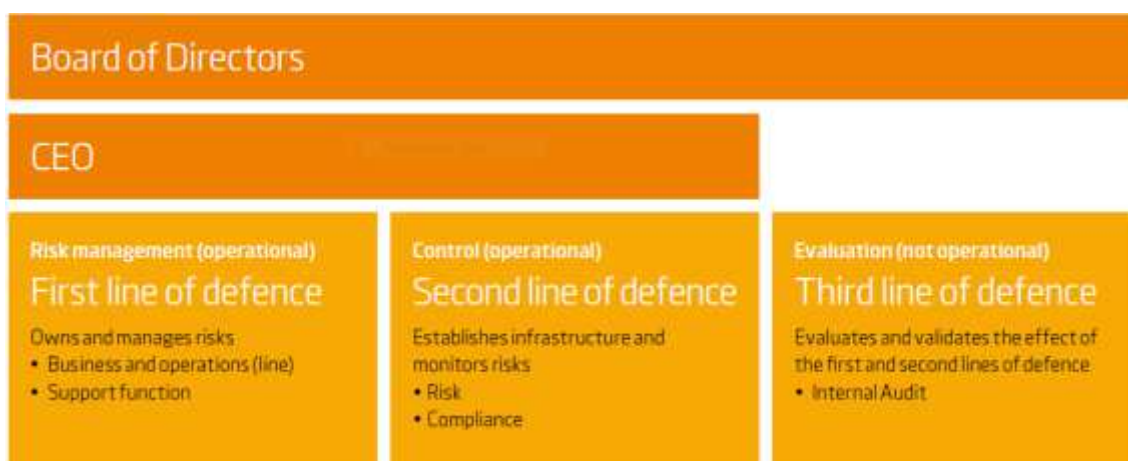 Board of Directors
CEO
Risk management (operational)
First line of defence
Owns and manages risks
• Business and operations (line)
• Support function
Control (operational)
Second line of defence
Establishes infrastructure and
monitors risks
• Risk
• Compliance
Evaluation (not operational)
Third line of defence
Evaluates and validates the effect of
the first and second lines of defence
• Internal Audit